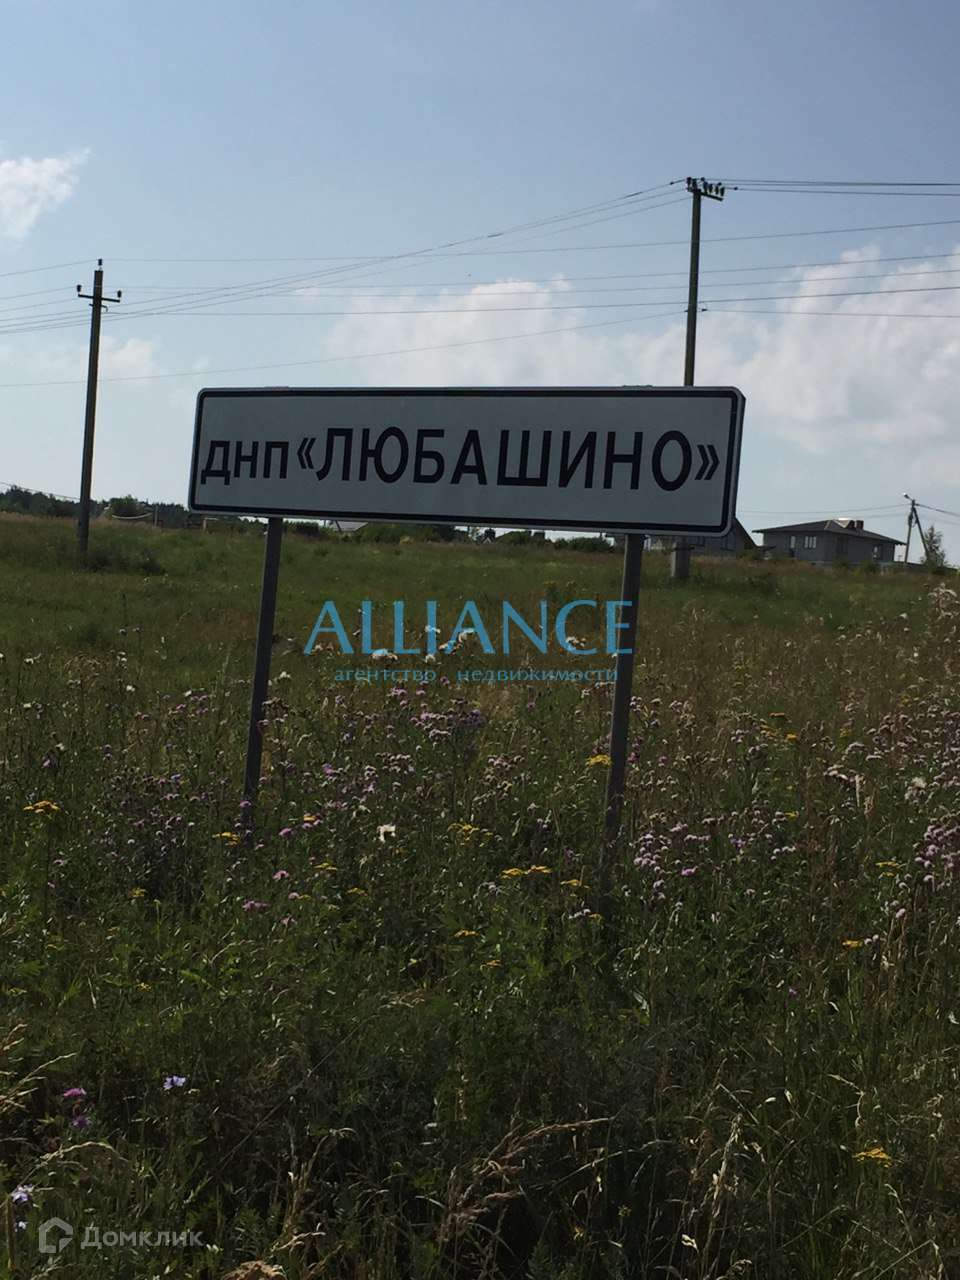 ДНП «ЛЮБАШИНО»
ALLIANCE
агентство недвижимости
Домклик